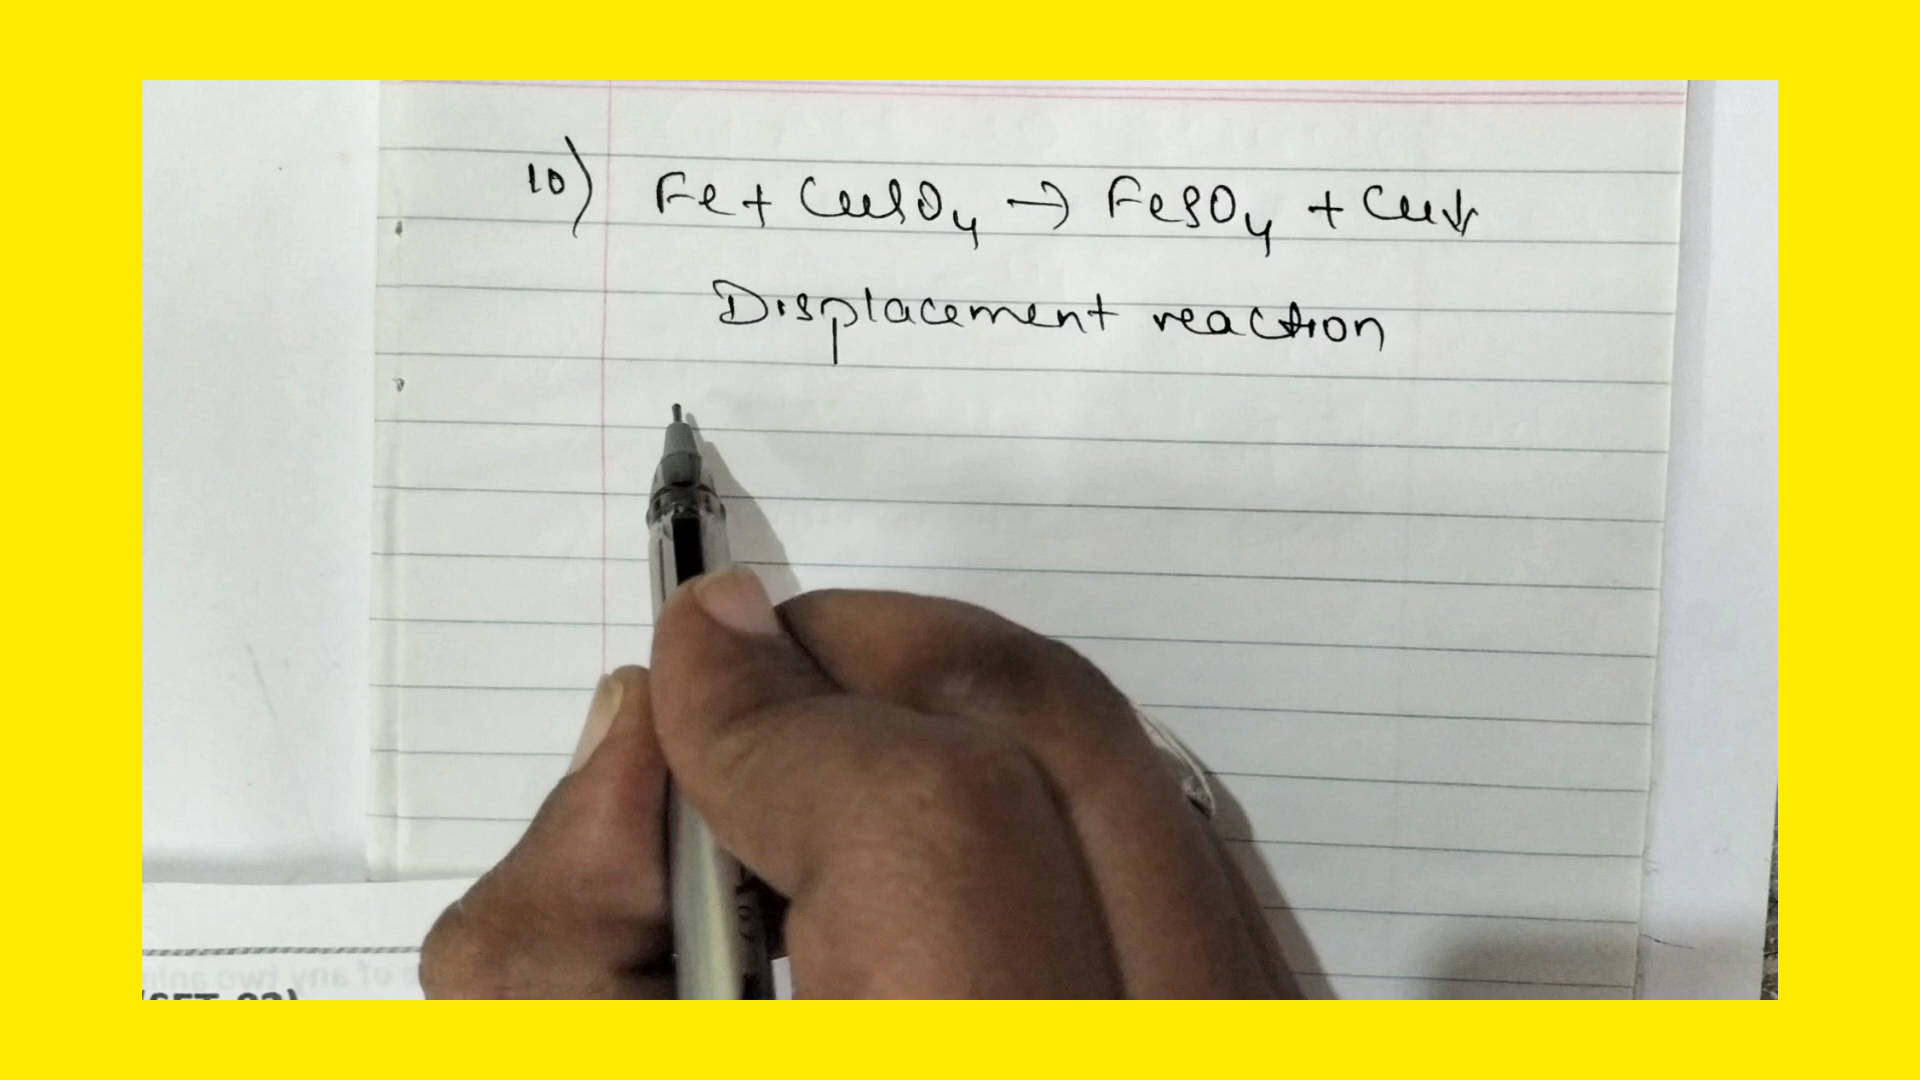 10) Fe + CuSO₄ → FeSO₄ + Cu↓
Displacement reaction